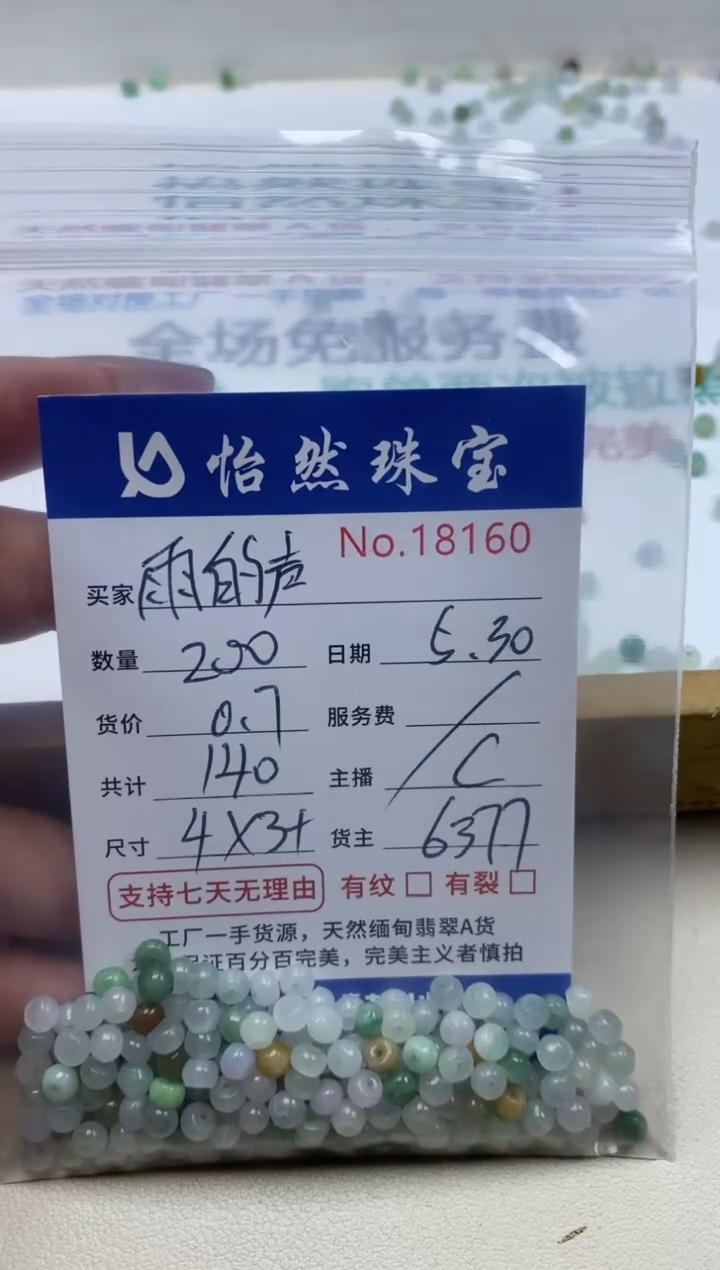 全场免服务费
怡然珠宝
No.18160
买家 雨的声
数量 200 日期 5.30
货价 0.7 服务费 /
共计 140 主播 C
尺寸 4X3+ 货主 6377
支持七天无理由 有纹 □ 有裂 □
工厂一手货源，天然缅甸翡翠A货
保证百分百完美，完美主义者慎拍